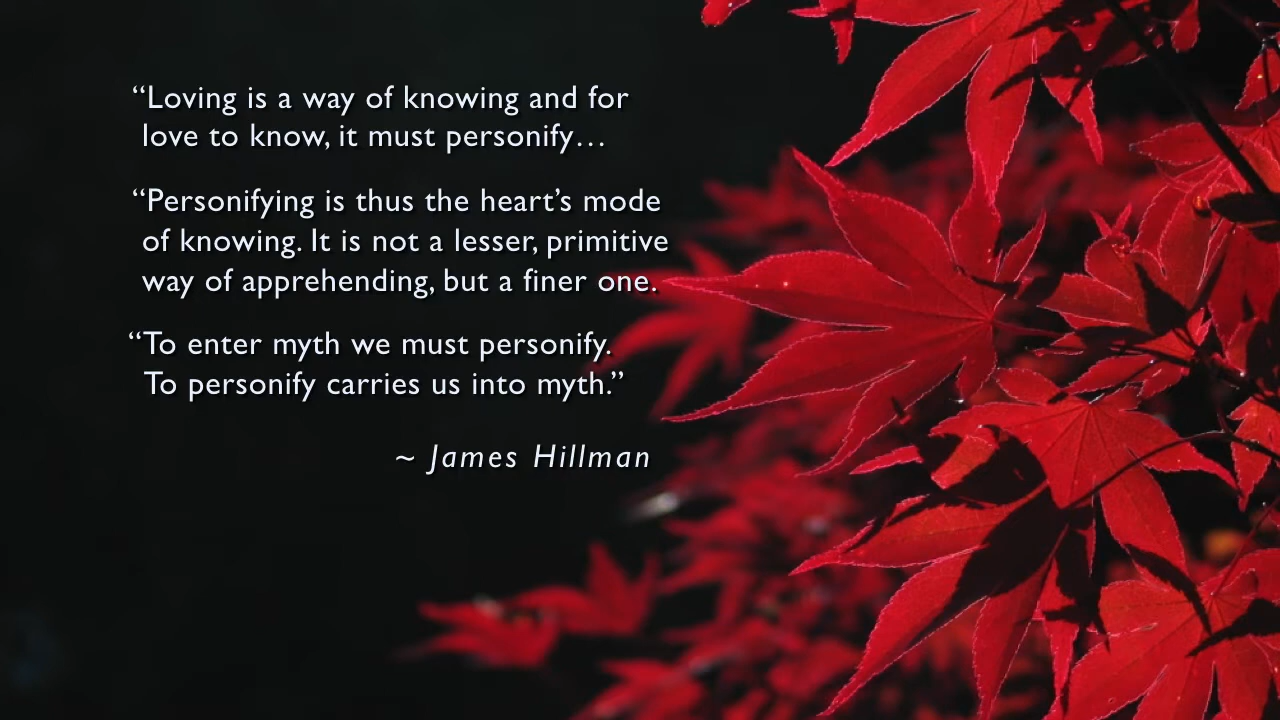 “Loving is a way of knowing and for
love to know, it must personify…
“Personifying is thus the heart’s mode
of knowing. It is not a lesser, primitive
way of apprehending, but a finer one.
“To enter myth we must personify.
To personify carries us into myth.”
~ James Hillman